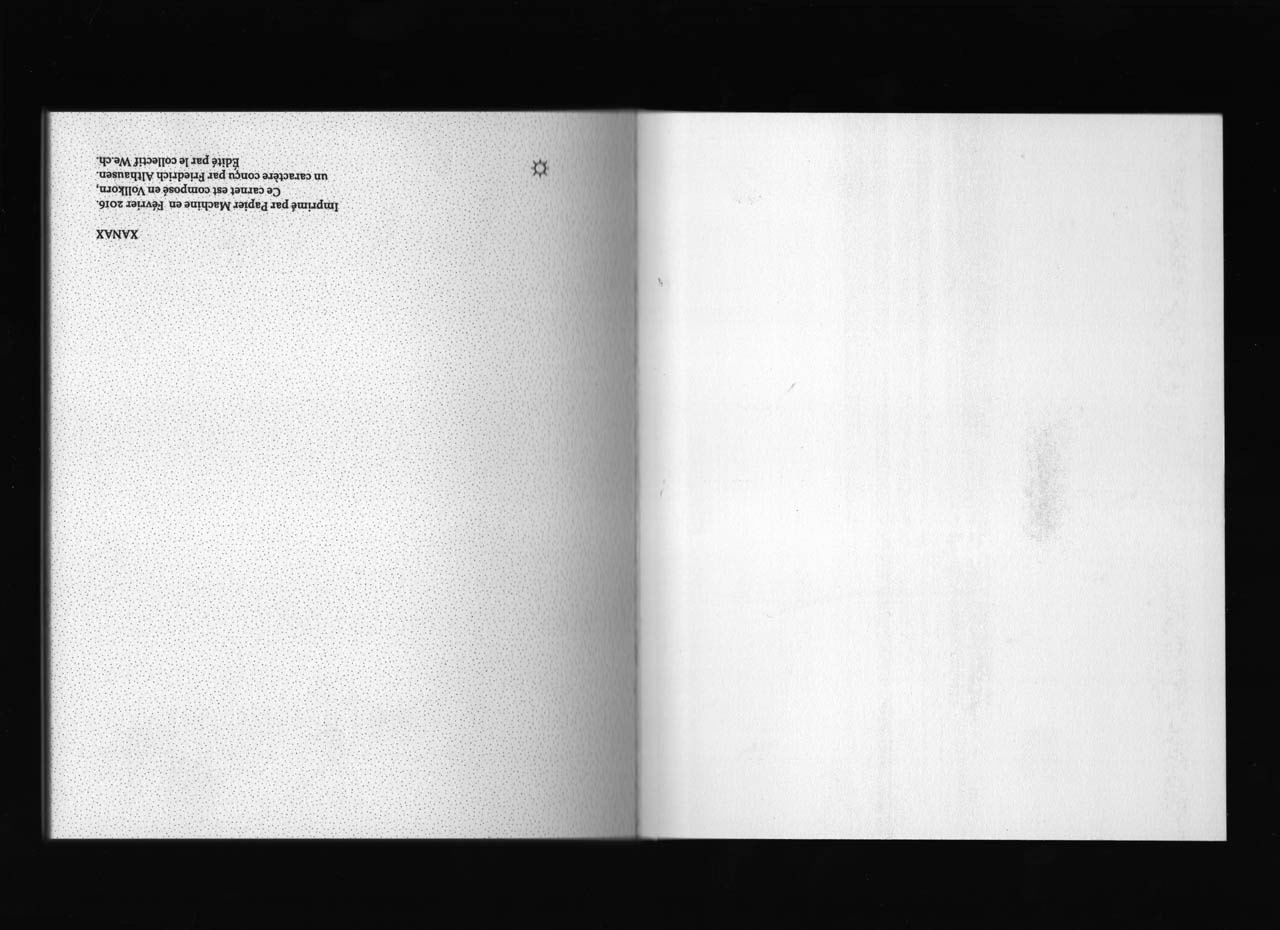 XANAX
Imprimé par Papier Machine en Février 2016.
Ce carnet est composé en Vollkorn,
un caractère conçu par Friedrich Althausen.
Édité par le collectif We.ch.